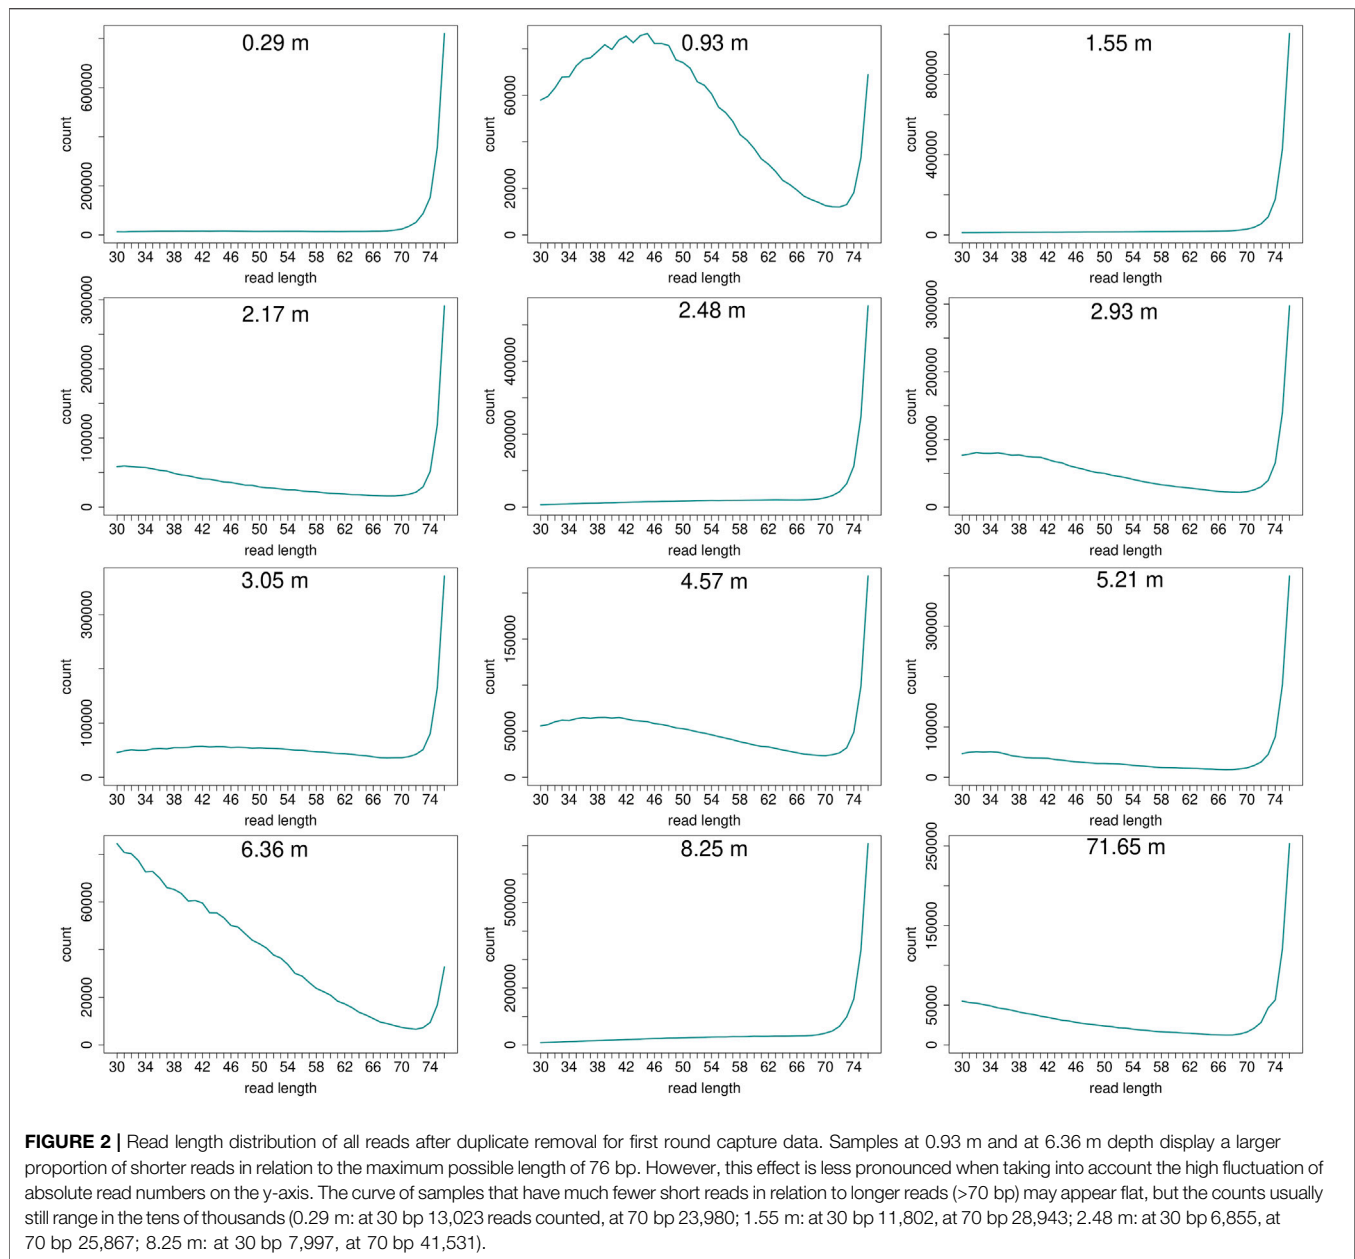 0.29 m
count
0
200000
600000
30 34 38 42 46 50 54 58 62 66 70 74
read length
0.93 m
count
0
20000
60000
30 34 38 42 46 50 54 58 62 66 70 74
read length
1.55 m
count
0
400000
800000
30 34 38 42 46 50 54 58 62 66 70 74
read length
2.17 m
count
0
100000
200000
300000
30 34 38 42 46 50 54 58 62 66 70 74
read length
2.48 m
count
0
200000
400000
30 34 38 42 46 50 54 58 62 66 70 74
read length
2.93 m
count
0
100000
200000
300000
30 34 38 42 46 50 54 58 62 66 70 74
read length
3.05 m
count
0
100000
300000
30 34 38 42 46 50 54 58 62 66 70 74
read length
4.57 m
count
0
50000
150000
30 34 38 42 46 50 54 58 62 66 70 74
read length
5.21 m
count
0
100000
300000
30 34 38 42 46 50 54 58 62 66 70 74
read length
6.36 m
count
0
20000
60000
30 34 38 42 46 50 54 58 62 66 70 74
read length
8.25 m
count
0
200000
500000
30 34 38 42 46 50 54 58 62 66 70 74
read length
71.65 m
count
0
50000
150000
250000
30 34 38 42 46 50 54 58 62 66 70 74
read length
FIGURE 2 | Read length distribution of all reads after duplicate removal for first round capture data. Samples at 0.93 m and at 6.36 m depth display a larger
proportion of shorter reads in relation to the maximum possible length of 76 bp. However, this effect is less pronounced when taking into account the high fluctuation of
absolute read numbers on the y-axis. The curve of samples that have much fewer short reads in relation to longer reads (>70 bp) may appear flat, but the counts usually
still range in the tens of thousands (0.29 m: at 30 bp 13,023 reads counted, at 70 bp 23,980; 1.55 m: at 30 bp 11,802, at 70 bp 28,943; 2.48 m: at 30 bp 6,855, at
70 bp 25,867; 8.25 m: at 30 bp 7,997, at 70 bp 41,531).